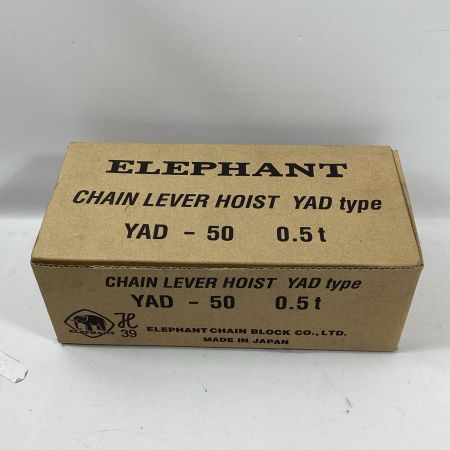 ELEPHANT
CHAIN LEVER HOIST YAD type
YAD - 50 0.5t
CHAIN LEVER HOIST YAD type
YAD - 50 0.5t
ELEPHANT
H
39
ELEPHANT CHAIN BLOCK CO., LTD.
MADE IN JAPAN